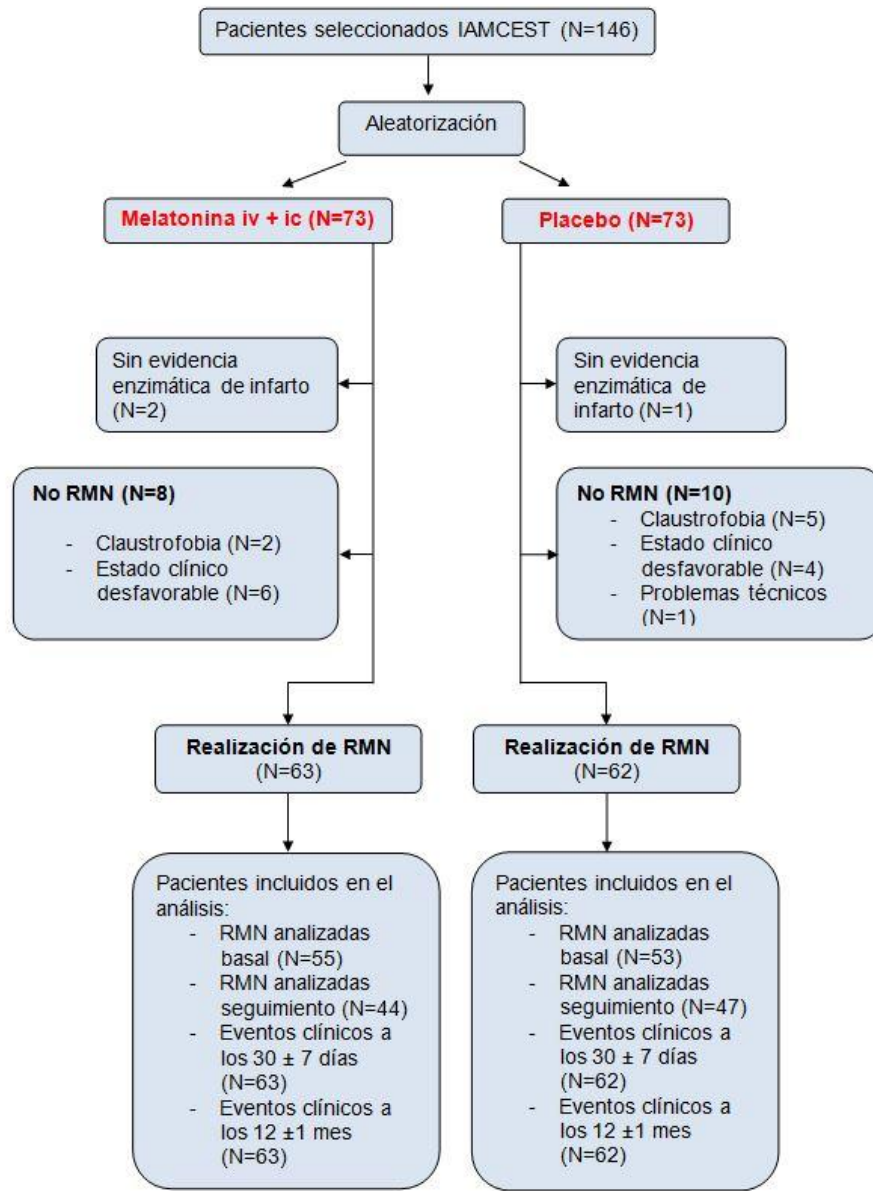 Pacientes seleccionados IAMCEST (N=146)
Aleatorización
Melatonina iv + ic (N=73)
Placebo (N=73)
Sin evidencia
enzimática de infarto
(N=2)
Sin evidencia
enzimática de
infarto (N=1)
No RMN (N=8)
- Claustrofobia (N=2)
- Estado clínico
desfavorable (N=6)
No RMN (N=10)
- Claustrofobia (N=5)
- Estado clínico
desfavorable (N=4)
- Problemas técnicos
(N=1)
Realización de RMN
(N=63)
Realización de RMN
(N=62)
Pacientes incluidos en el
análisis:
- RMN analizadas
basal (N=55)
- RMN analizadas
seguimiento (N=44)
- Eventos clínicos a
los 30 ± 7 días
(N=63)
- Eventos clínicos a
los 12 ±1 mes
(N=63)
Pacientes incluidos en el
análisis:
- RMN analizadas
basal (N=53)
- RMN analizadas
seguimiento (N=47)
- Eventos clínicos a
los 30 ± 7 días
(N=62)
- Eventos clínicos a
los 12 ±1 mes
(N=62)